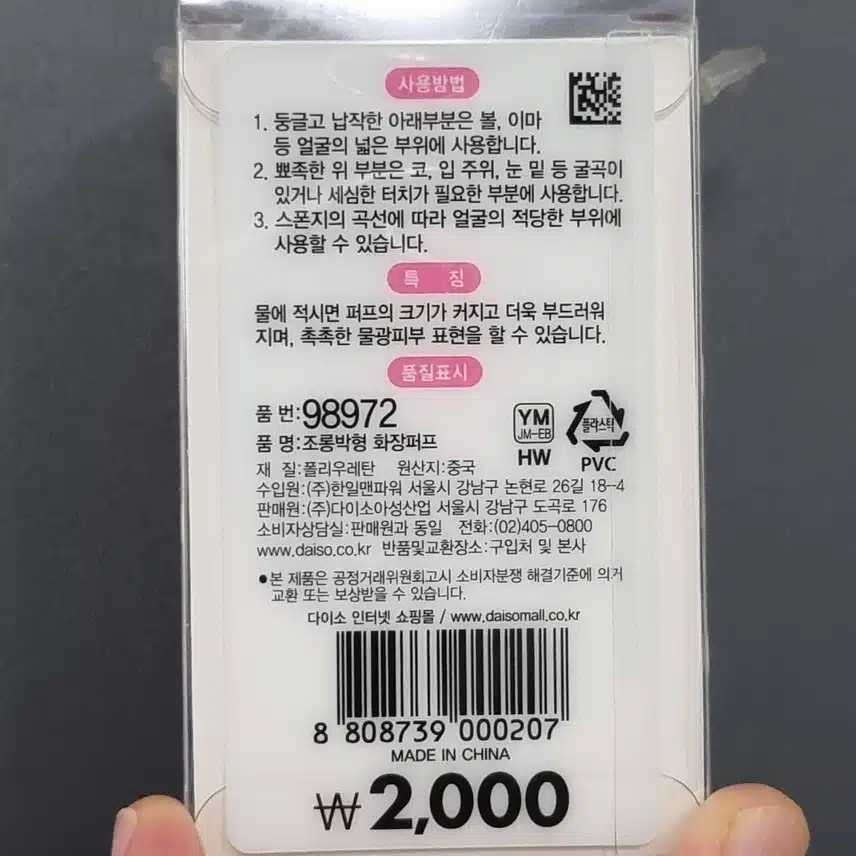 사용방법
1. 둥글고 납작한 아래부분은 볼, 이마
등 얼굴의 넓은 부위에 사용합니다.
2. 뾰족한 위 부분은 코, 입 주위, 눈 밑 등 굴곡이
있거나 세심한 터치가 필요한 부분에 사용합니다.
3. 스폰지의 곡선에 따라 얼굴의 적당한 부위에
사용할 수 있습니다.
특 징
물에 적시면 퍼프의 크기가 커지고 더욱 부드러워
지며, 촉촉한 물광피부 표현을 할 수 있습니다.
품질표시
품 번:98972
품 명:조롱박형 화장퍼프
YM
JM-EB
HW
플라스틱
PVC
재 질:폴리우레탄 원산지:중국
수입원:(주)한일맨파워 서울시 강남구 논현로 26길 18-4
판매원:(주)다이소아성산업 서울시 강남구 도곡로 176
소비자상담실:판매원과 동일 전화:(02)405-0800
www.daiso.co.kr 반품및교환장소:구입처 및 본사
●본 제품은 공정거래위원회고시 소비자분쟁 해결기준에 의거
교환 또는 보상받을 수 있습니다.
다이소 인터넷 쇼핑몰 / www.daisomall.co.kr
8 808739 000207
MADE IN CHINA
₩2,000